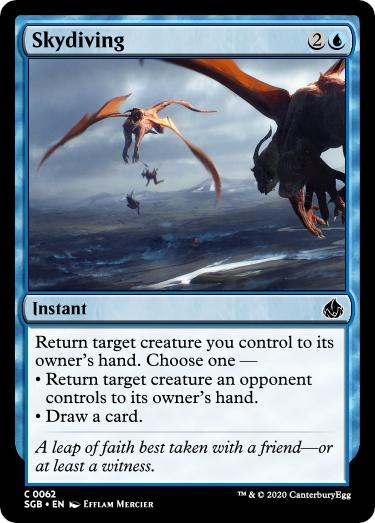 Skydiving
2
Instant
Return target creature you control to its
owner's hand. Choose one —
• Return target creature an opponent
controls to its owner's hand.
• Draw a card.
A leap of faith best taken with a friend—or
at least a witness.
C 0062
™ & © 2020 CanterburyEgg
SGB • EN Efflam Mercier